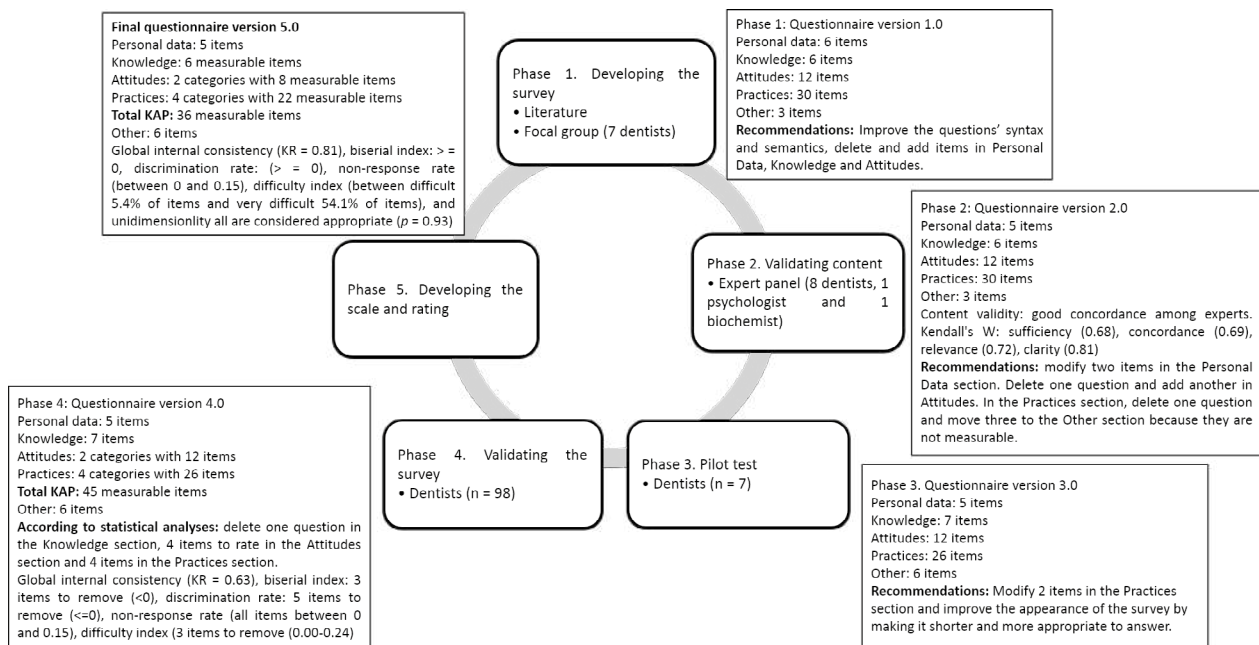 Final questionnaire version 5.0
Personal data: 5 items
Knowledge: 6 measurable items
Attitudes: 2 categories with 8 measurable items
Practices: 4 categories with 22 measurable items
Total KAP: 36 measurable items
Other: 6 items
Global internal consistency (KR = 0.81), biserial index: > =
0, discrimination rate: (> = 0), non-response rate
(between 0 and 0.15), difficulty index (between difficult
5.4% of items and very difficult 54.1% of items), and
unidimensionlity all are considered appropriate (p = 0.93)
Phase 1. Developing the
survey
• Literature
• Focal group (7 dentists)
Phase 1: Questionnaire version 1.0
Personal data: 6 items
Knowledge: 6 items
Attitudes: 12 items
Practices: 30 items
Other: 3 items
Recommendations: Improve the questions' syntax
and semantics, delete and add items in Personal
Data, Knowledge and Attitudes.
Phase 2. Validating content
• Expert panel (8 dentists, 1
psychologist and 1
biochemist)
Phase 2: Questionnaire version 2.0
Personal data: 5 items
Knowledge: 6 items
Attitudes: 12 items
Practices: 30 items
Other: 3 items
Content validity: good concordance among experts.
Kendall's W: sufficiency (0.68), concordance (0.69),
relevance (0.72), clarity (0.81)
Recommendations: modify two items in the Personal
Data section. Delete one question and add another in
Attitudes. In the Practices section, delete one question
and move three to the Other section because they are
not measurable.
Phase 5. Developing the
scale and rating
Phase 4: Questionnaire version 4.0
Personal data: 5 items
Knowledge: 7 items
Attitudes: 2 categories with 12 items
Practices: 4 categories with 26 items
Total KAP: 45 measurable items
Other: 6 items
According to statistical analyses: delete one question in
the Knowledge section, 4 items to rate in the Attitudes
section and 4 items in the Practices section.
Global internal consistency (KR = 0.63), biserial index: 3
items to remove (<0), discrimination rate: 5 items to
remove (<=0), non-response rate (all items between 0
and 0.15), difficulty index (3 items to remove (0.00-0.24)
Phase 4. Validating the
survey
• Dentists (n = 98)
Phase 3. Pilot test
• Dentists (n = 7)
Phase 3. Questionnaire version 3.0
Personal data: 5 items
Knowledge: 7 items
Attitudes: 12 items
Practices: 26 items
Other: 6 items
Recommendations: Modify 2 items in the Practices
section and improve the appearance of the survey by
making it shorter and more appropriate to answer.